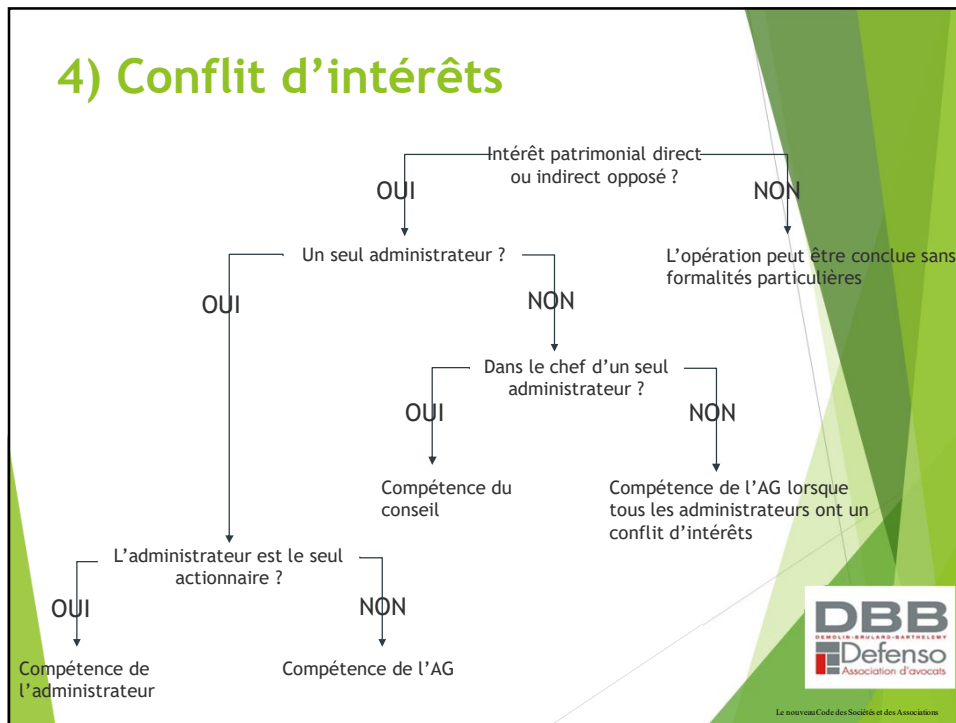 4) Conflit d’intérêts
Intérêt patrimonial direct
ou indirect opposé ?
OUI
NON
Un seul administrateur ?
L’opération peut être conclue sans
formalités particulières
OUI
NON
Dans le chef d’un seul
administrateur ?
OUI
NON
Compétence du
conseil
Compétence de l’AG lorsque
tous les administrateurs ont un
conflit d’intérêts
L’administrateur est le seul
actionnaire ?
OUI
NON
Compétence de
l’administrateur
Compétence de l’AG
DBB
DEMOLIN-BRULARD-BARTHELEMY
Defenso
Association d’avocats
Le nouveau Code des Sociétés et des Associations